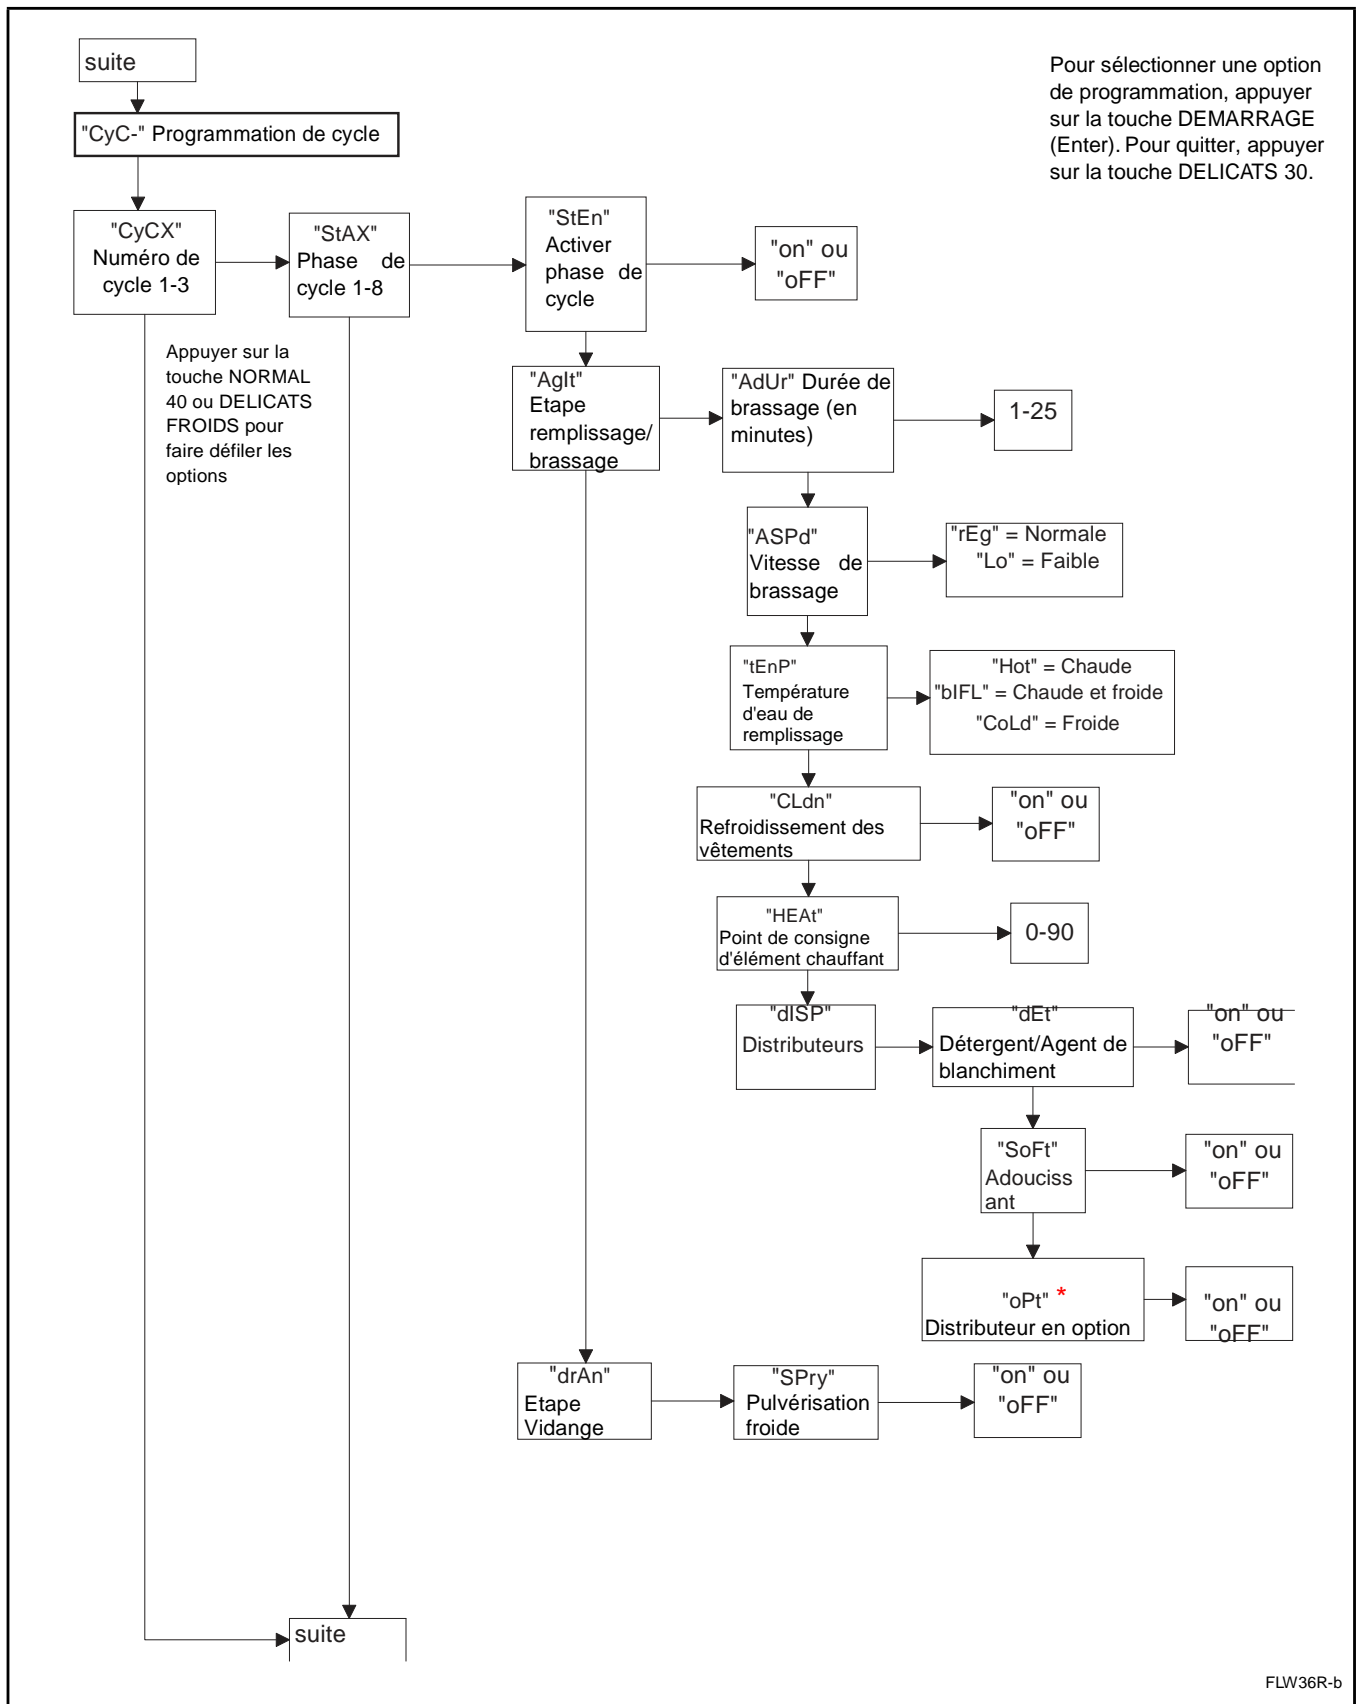 suite
Pour sélectionner une option
de programmation, appuyer
sur la touche DEMARRAGE
(Enter). Pour quitter, appuyer
sur la touche DELICATS 30.
"CyC-" Programmation de cycle
"CyCX"
Numéro de
cycle 1-3
"StAX"
Phase de
cycle 1-8
"StEn"
Activer
phase de
cycle
"on" ou
"oFF"
Appuyer sur la
touche NORMAL
40 ou DELICATS
FROIDS pour
faire défiler les
options
"AgIt"
Etape
remplissage/
brassage
"AdUr" Durée de
brassage (en
minutes)
1-25
"ASPd"
Vitesse de
brassage
"rEg" = Normale
"Lo" = Faible
"tEnP"
Température
d'eau de
remplissage
"Hot" = Chaude
"bIFL" = Chaude et froide
"CoLd" = Froide
"CLdn"
Refroidissement des
vêtements
"on" ou
"oFF"
"HEAt"
Point de consigne
d'élément chauffant
0-90
"dISP"
Distributeurs
"dEt"
Détergent/Agent de
blanchiment
"on" ou
"oFF"
"SoFt"
Adouciss
ant
"on" ou
"oFF"
"oPt" *
Distributeur en option
"on" ou
"oFF"
"drAn"
Etape
Vidange
"SPry"
Pulvérisation
froide
"on" ou
"oFF"
suite
FLW36R-b